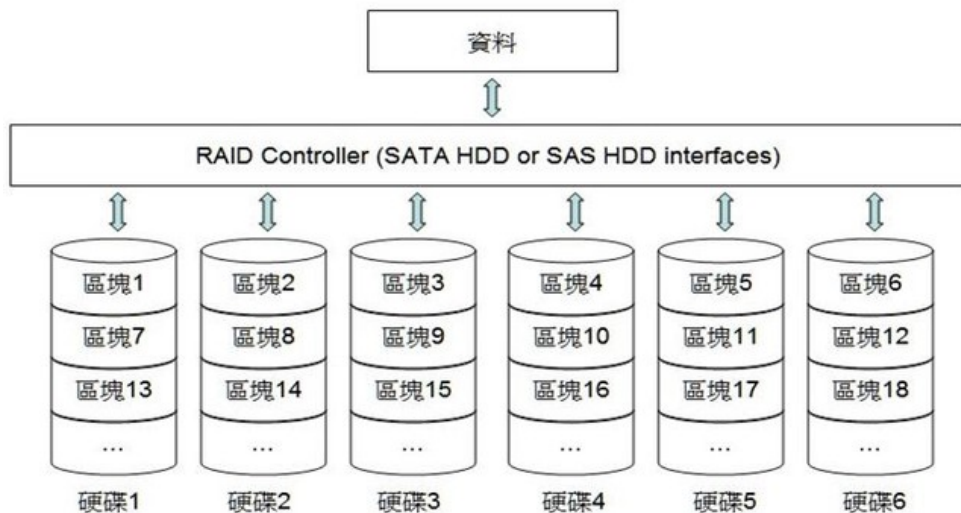 資料
RAID Controller (SATA HDD or SAS HDD interfaces)
區塊1 區塊2 區塊3 區塊4 區塊5 區塊6
區塊7 區塊8 區塊9 區塊10 區塊11 區塊12
區塊13 區塊14 區塊15 區塊16 區塊17 區塊18
... ... ... ... ... ...
硬碟1 硬碟2 硬碟3 硬碟4 硬碟5 硬碟6